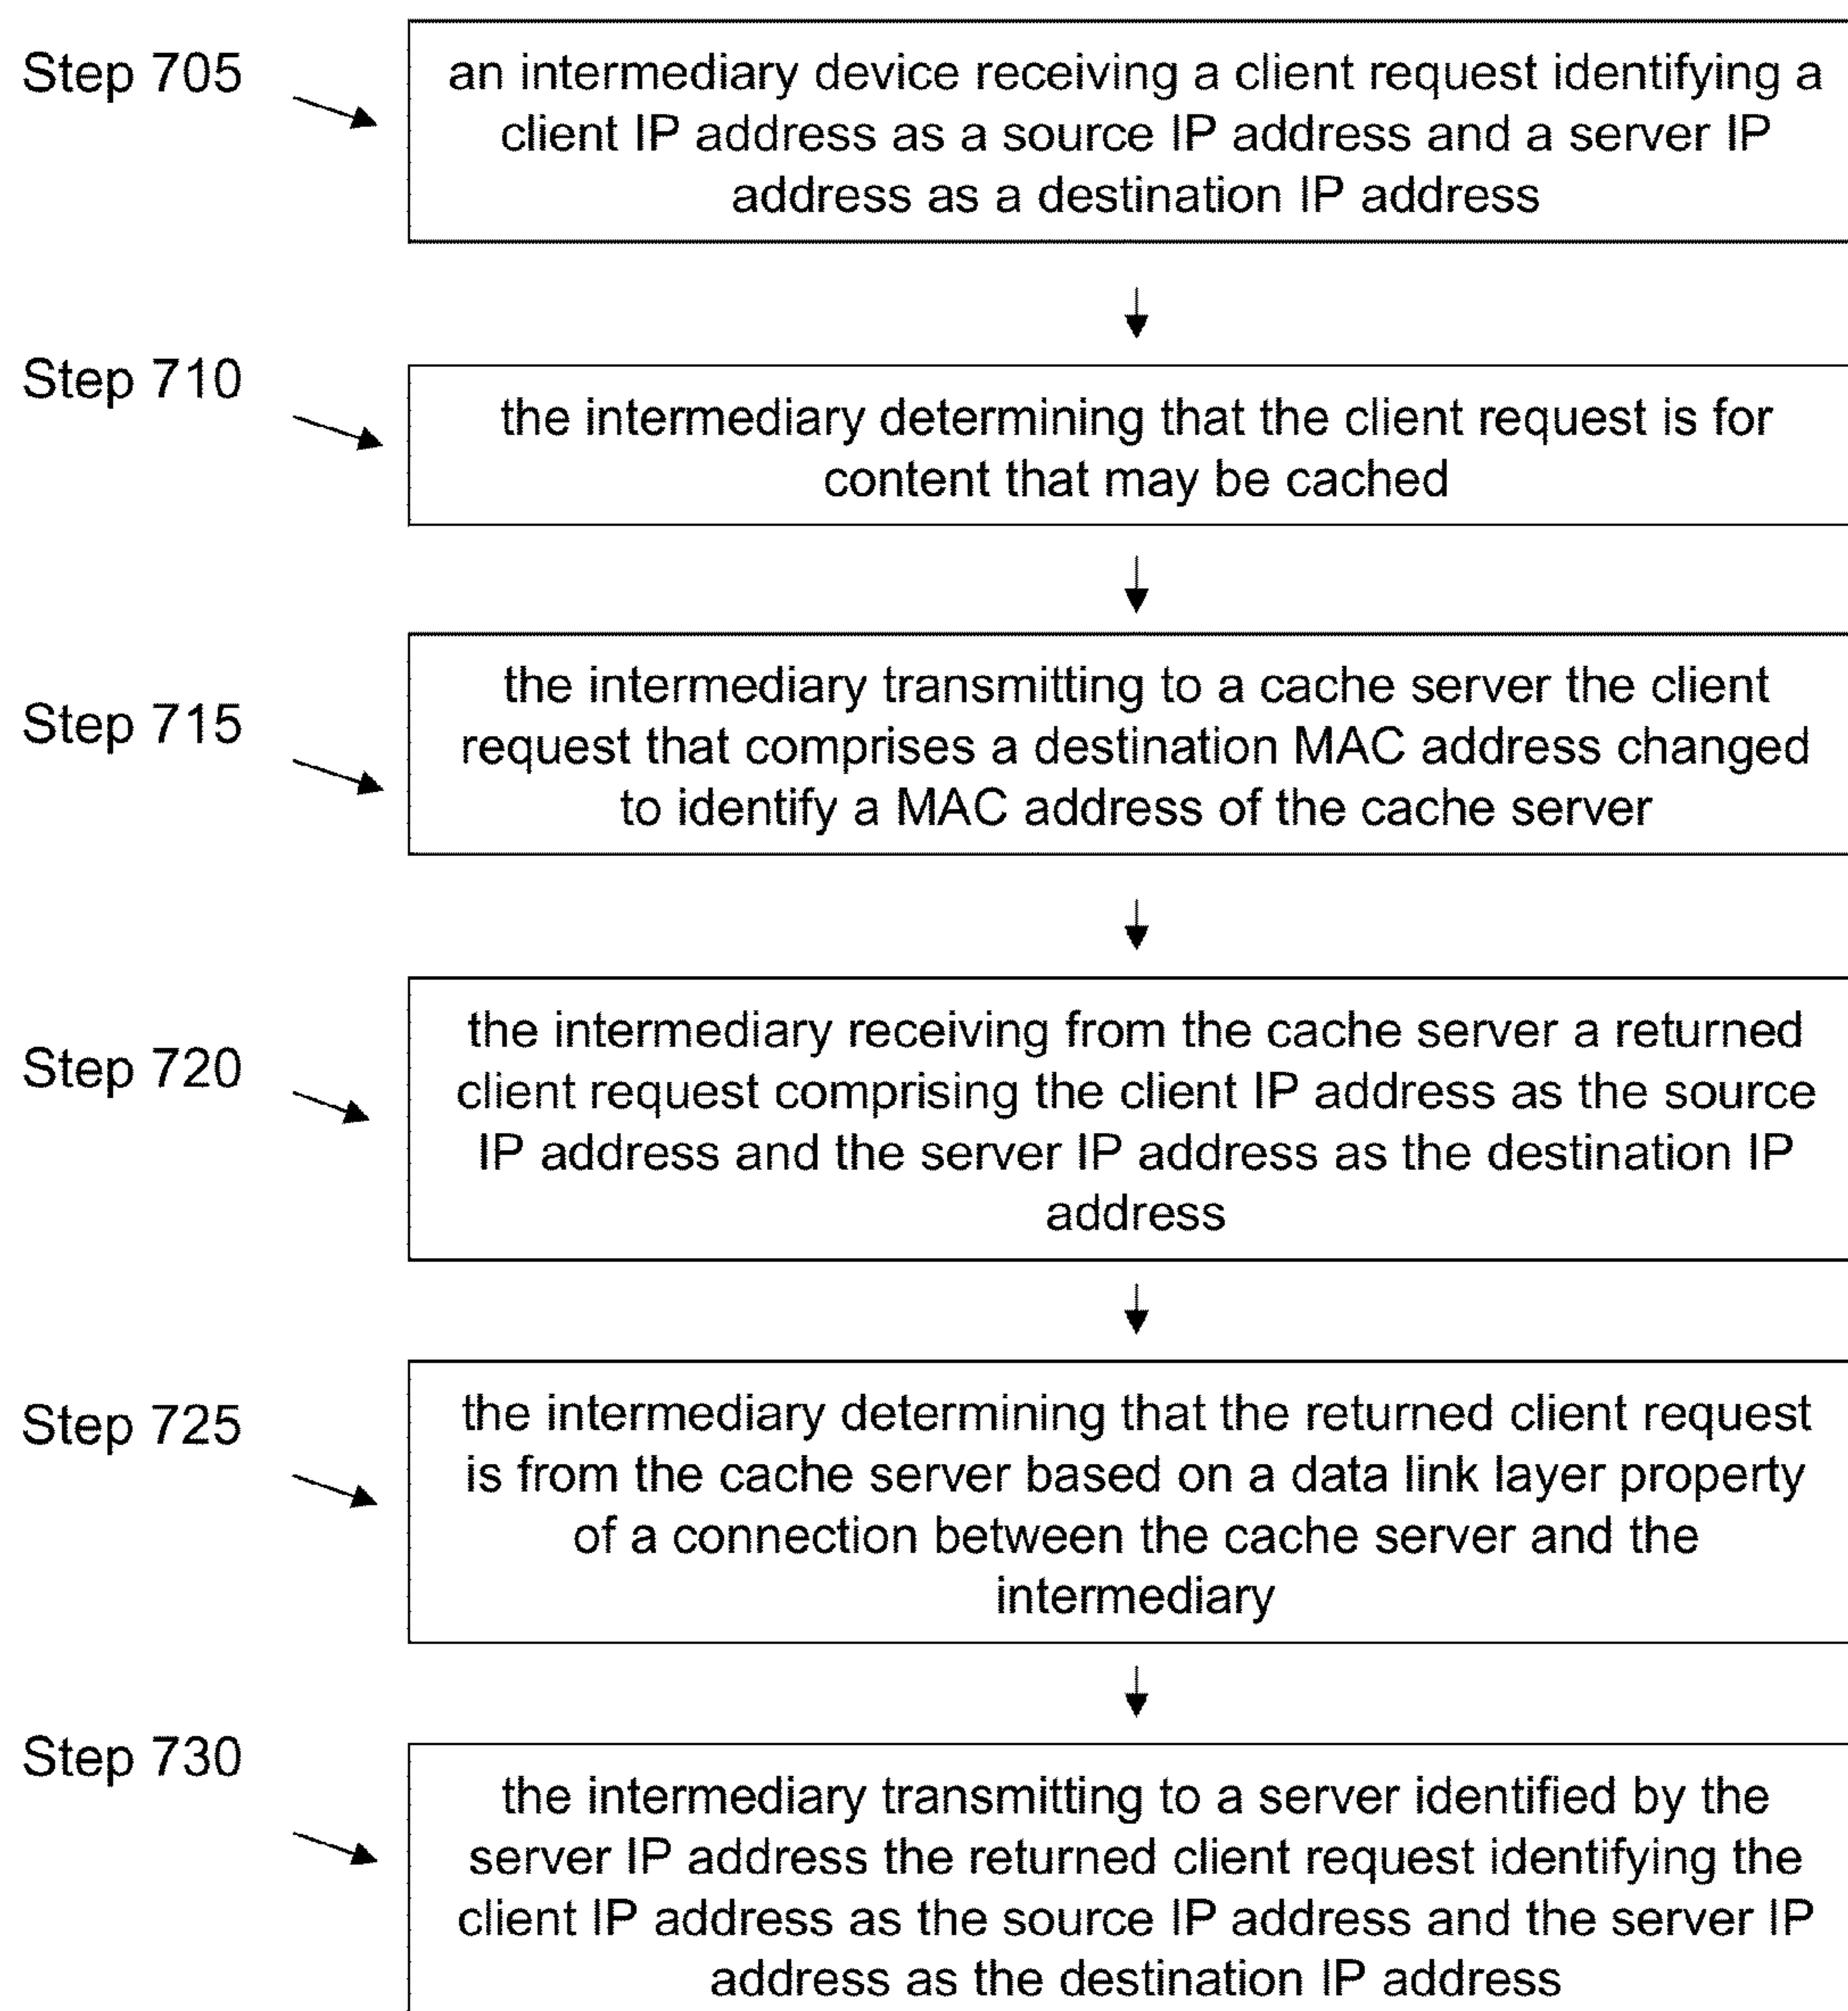 Step 705
an intermediary device receiving a client request identifying a
client IP address as a source IP address and a server IP
address as a destination IP address
Step 710
the intermediary determining that the client request is for
content that may be cached
Step 715
the intermediary transmitting to a cache server the client
request that comprises a destination MAC address changed
to identify a MAC address of the cache server
Step 720
the intermediary receiving from the cache server a returned
client request comprising the client IP address as the source
IP address and the server IP address as the destination IP
address
Step 725
the intermediary determining that the returned client request
is from the cache server based on a data link layer property
of a connection between the cache server and the
intermediary
Step 730
the intermediary transmitting to a server identified by the
server IP address the returned client request identifying the
client IP address as the source IP address and the server IP
address as the destination IP address